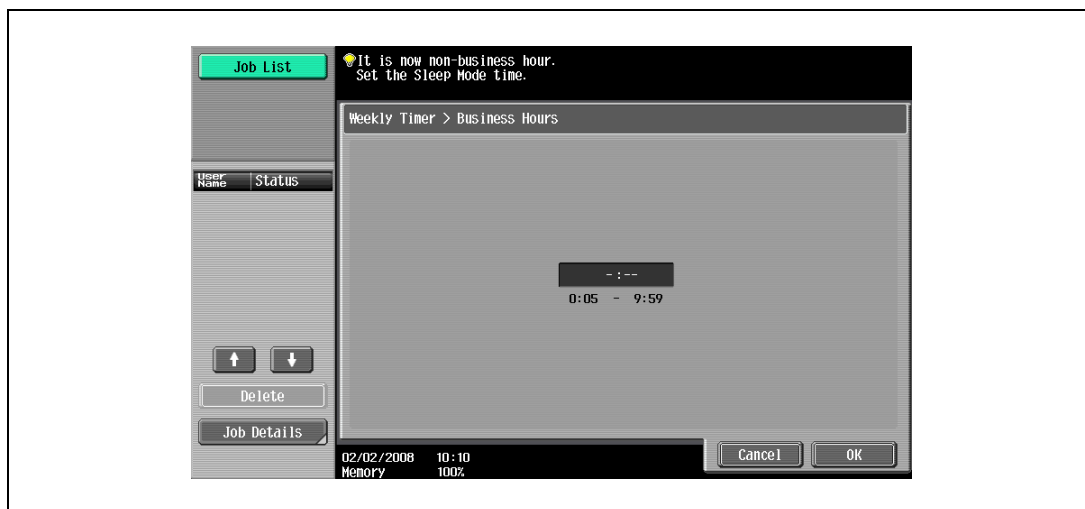 Job List
It is now non-business hour.
Set the Sleep Mode time.
Weekly Timer > Business Hours
User Name Status
-:--
0:05 - 9:59
Delete
Job Details
02/02/2008 10:10
Memory 100%
Cancel OK